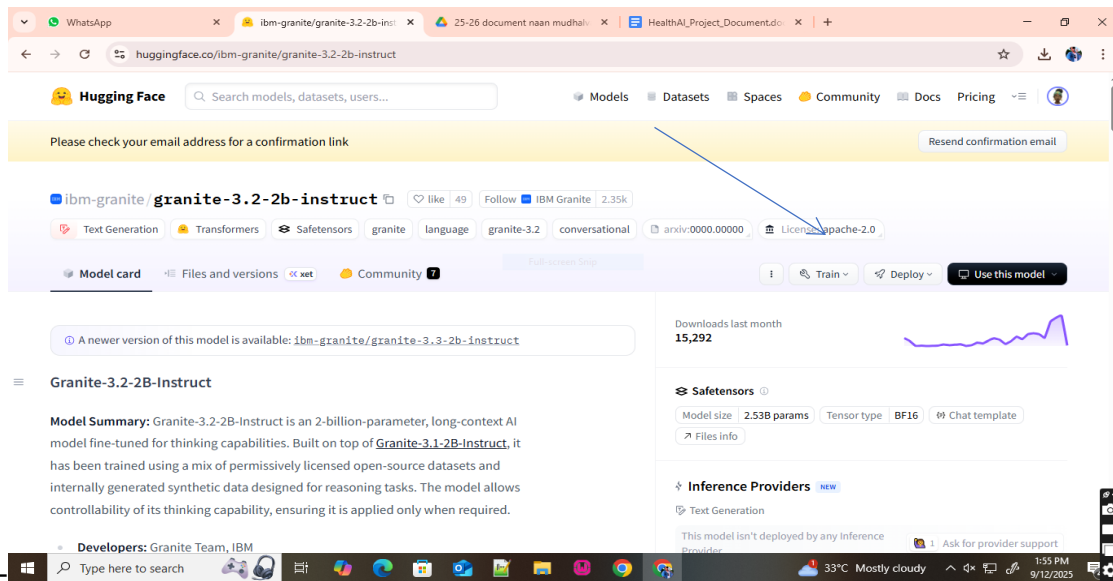 WhatsApp
ibm-granite/granite-3.2-2b-inst
25-26 document naan mudhalv
HealthAI_Project_Document.do
huggingface.co/ibm-granite/granite-3.2-2b-instruct
Hugging Face
Search models, datasets, users...
Models
Datasets
Spaces
Community
Docs
Pricing
Please check your email address for a confirmation link
Resend confirmation email
ibm-granite/granite-3.2-2b-instruct
like 49
Follow IBM Granite 2.35k
Text Generation
Transformers
Safetensors
granite
language
granite-3.2
conversational
arxiv:0000.00000
License: apache-2.0
Full-screen Snip
Model card
Files and versions xet
Community 7
Train
Deploy
Use this model
A newer version of this model is available: ibm-granite/granite-3.3-2b-instruct
Granite-3.2-2B-Instruct
Model Summary: Granite-3.2-2B-Instruct is an 2-billion-parameter, long-context AI
model fine-tuned for thinking capabilities. Built on top of Granite-3.1-2B-Instruct, it
has been trained using a mix of permissively licensed open-source datasets and
internally generated synthetic data designed for reasoning tasks. The model allows
controllability of its thinking capability, ensuring it is applied only when required.
Developers: Granite Team, IBM
Downloads last month
15,292
Safetensors
Model size 2.53B params
Tensor type BF16
Chat template
Files info
Inference Providers NEW
Text Generation
This model isn't deployed by any Inference
Provider.
1 Ask for provider support
Type here to search
33°C Mostly cloudy
1:55 PM
9/12/2025